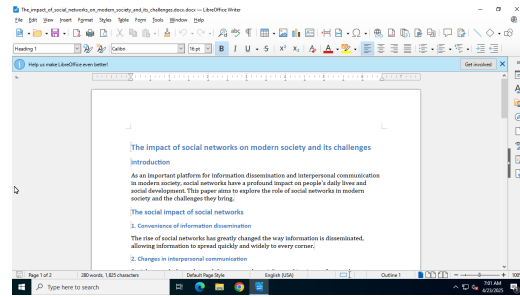 The_impact_of_social_networks_on_modern_society_and_its_challenges.docx.docx — LibreOffice Writer
File Edit View Insert Format Styles Table Form Tools Window Help
Heading 1 Calibri 16 pt B I U S X² X₂ A
Help us make LibreOffice even better! Get involved X
The impact of social networks on modern society and its challenges
introduction
As an important platform for information dissemination and interpersonal communication
in modern society, social networks have a profound impact on people's daily lives and
social development. This paper aims to explore the role of social networks in modern
society and the challenges they bring.
The social impact of social networks
1. Convenience of information dissemination
The rise of social networks has greatly changed the way information is disseminated,
allowing information to spread quickly and widely to every corner.
2. Changes in interpersonal communication
Page 1 of 2 280 words, 1,825 characters Default Page Style English (USA) Outline 1 100
Type here to search
7:01 AM
4/23/2025